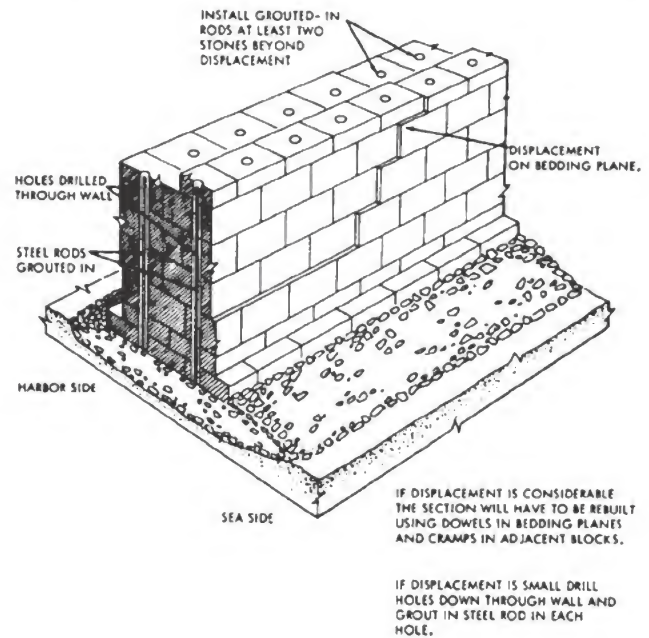 INSTALL GROUTED-IN
RODS AT LEAST TWO
STONES BEYOND
DISPLACEMENT
DISPLACEMENT
ON BEDDING PLANE.
HOLES DRILLED
THROUGH WALL
STEEL RODS
GROUTED IN
HARBOR SIDE
SEA SIDE
IF DISPLACEMENT IS CONSIDERABLE
THE SECTION WILL HAVE TO BE REBUILT
USING DOWELS IN BEDDING PLANES
AND CRAMPS IN ADJACENT BLOCKS.
IF DISPLACEMENT IS SMALL DRILL
HOLES DOWN THROUGH WALL AND
GROUT IN STEEL ROD IN EACH
HOLE.